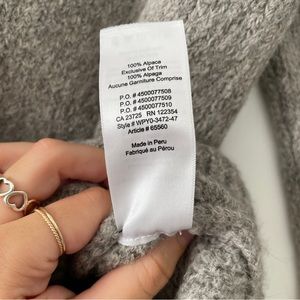 100% Alpaca
Exclusive Of Trim
100% Alpaga
Aucune Garniture Comprise
P.O. # 4500077508
P.O. # 4500077509
P.O. # 4500077510
CA 23725 RN 122354
Style # WPY0-3472-47
Article # 65560
Made in Peru
Fabriqué au Pérou